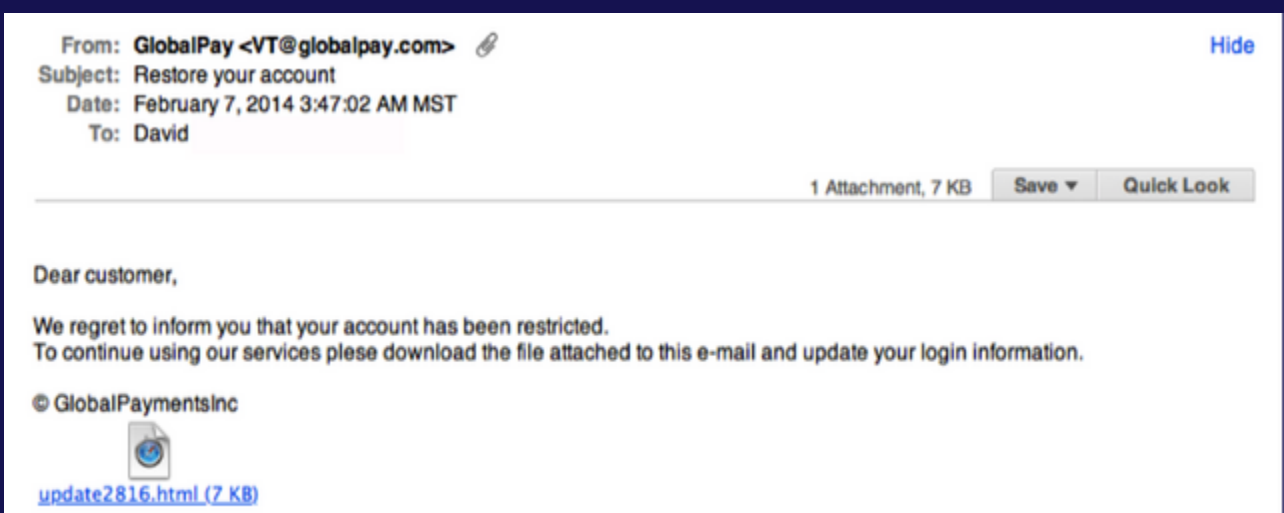 From: GlobalPay <VT@globalpay.com> Hide
Subject: Restore your account
Date: February 7, 2014 3:47:02 AM MST
To: David
1 Attachment, 7 KB Save ▾ Quick Look
Dear customer,
We regret to inform you that your account has been restricted.
To continue using our services plese download the file attached to this e-mail and update your login information.
© GlobalPaymentsInc
update2816.html (7 KB)